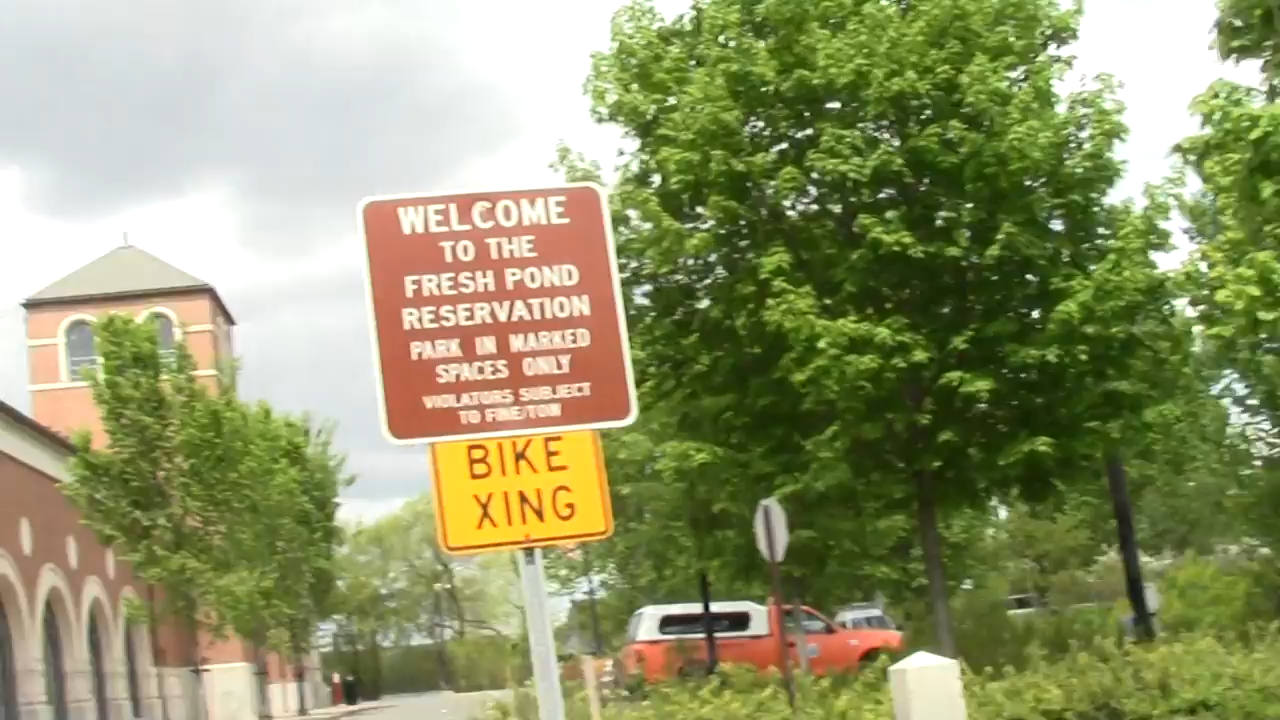 WELCOME
TO THE
FRESH POND
RESERVATION
PARK IN MARKED
SPACES ONLY
VIOLATORS SUBJECT
TO FINE/TOW
BIKE
XING